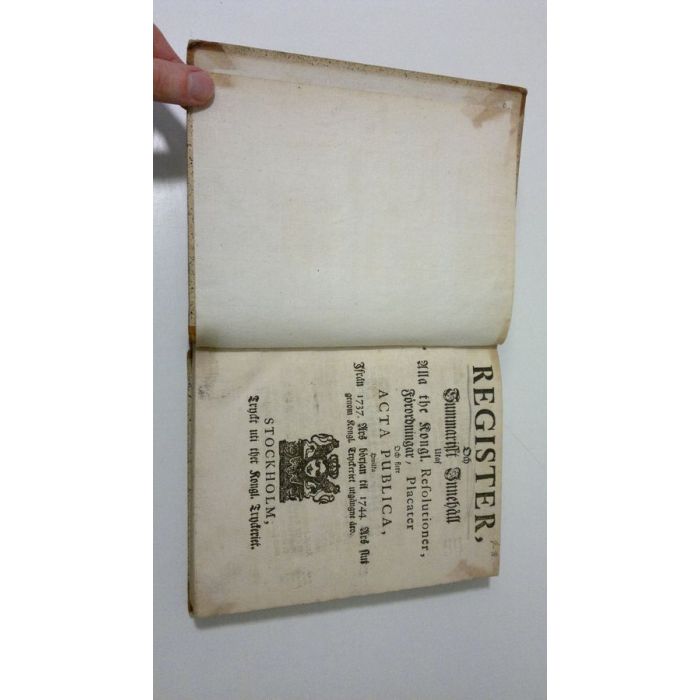 REGISTER,
Och
Summariskt Innehåll
Utaf
Alla the Kongl. Resolutioner,
Förordningar, Placater
Och flere
ACTA PUBLICA,
Hwilka
Ifrån 1737. Års början til 1744. Års slut
genom Kongl. Tryckeriet utgångne äro.
STOCKHOLM,
Tryckt uti thet Kongl. Tryckeriet.